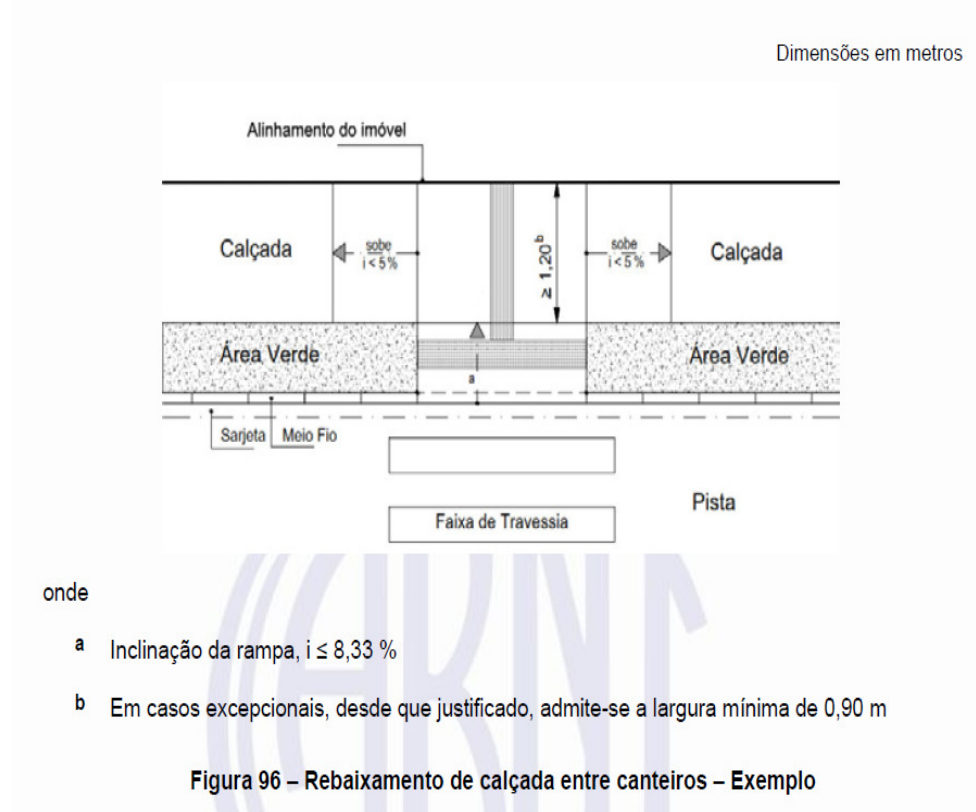 Dimensões em metros
Alinhamento do imóvel
Calçada
sobe
i < 5%
≥ 1,20 b
sobe
i < 5%
Calçada
Área Verde
a
Área Verde
Sarjeta
Meio Fio
Pista
Faixa de Travessia
onde
a Inclinação da rampa, i ≤ 8,33 %
b Em casos excepcionais, desde que justificado, admite-se a largura mínima de 0,90 m
Figura 96 – Rebaixamento de calçada entre canteiros – Exemplo